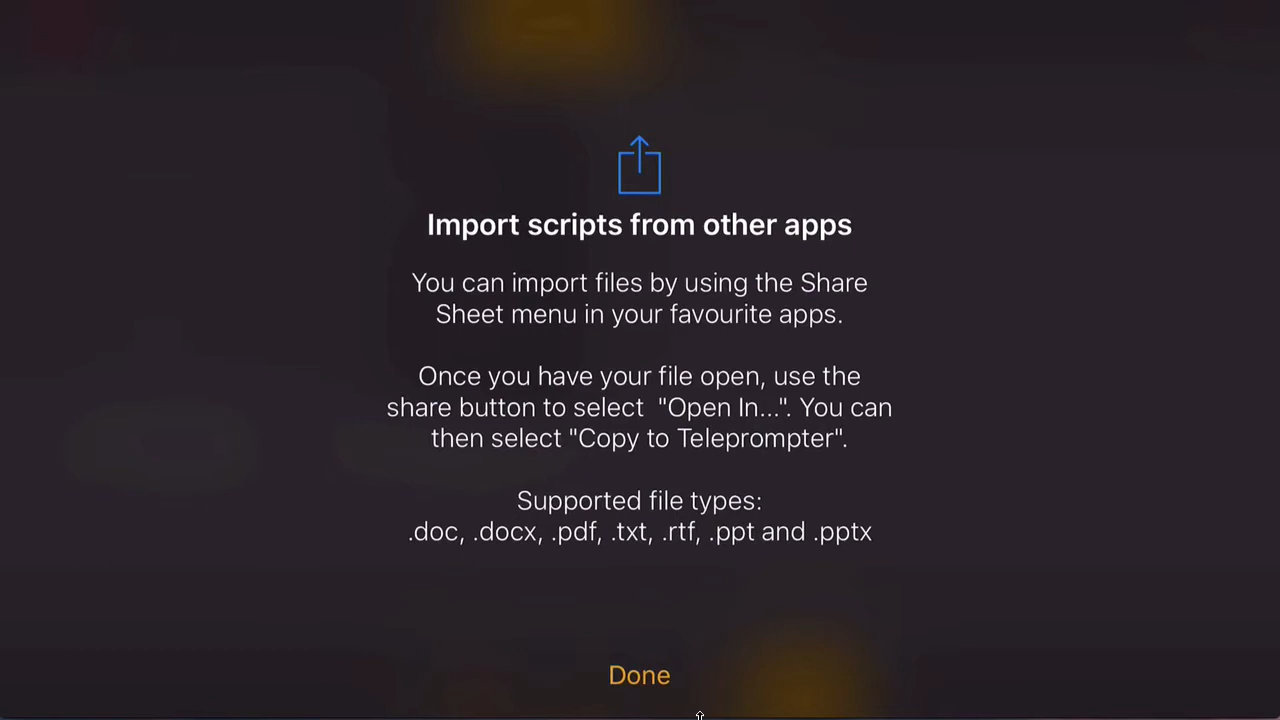 Import scripts from other apps
You can import files by using the Share
Sheet menu in your favourite apps.
Once you have your file open, use the
share button to select  "Open In...". You can
then select "Copy to Teleprompter".
Supported file types:
.doc, .docx, .pdf, .txt, .rtf, .ppt and .pptx
Done